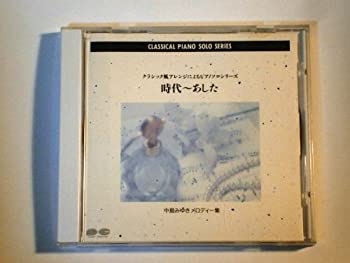 CLASSICAL PIANO SOLO SERIES
クラシック風アレンジによるピアノソロシリーズ
時代〜あした
中島みゆきメロディー集